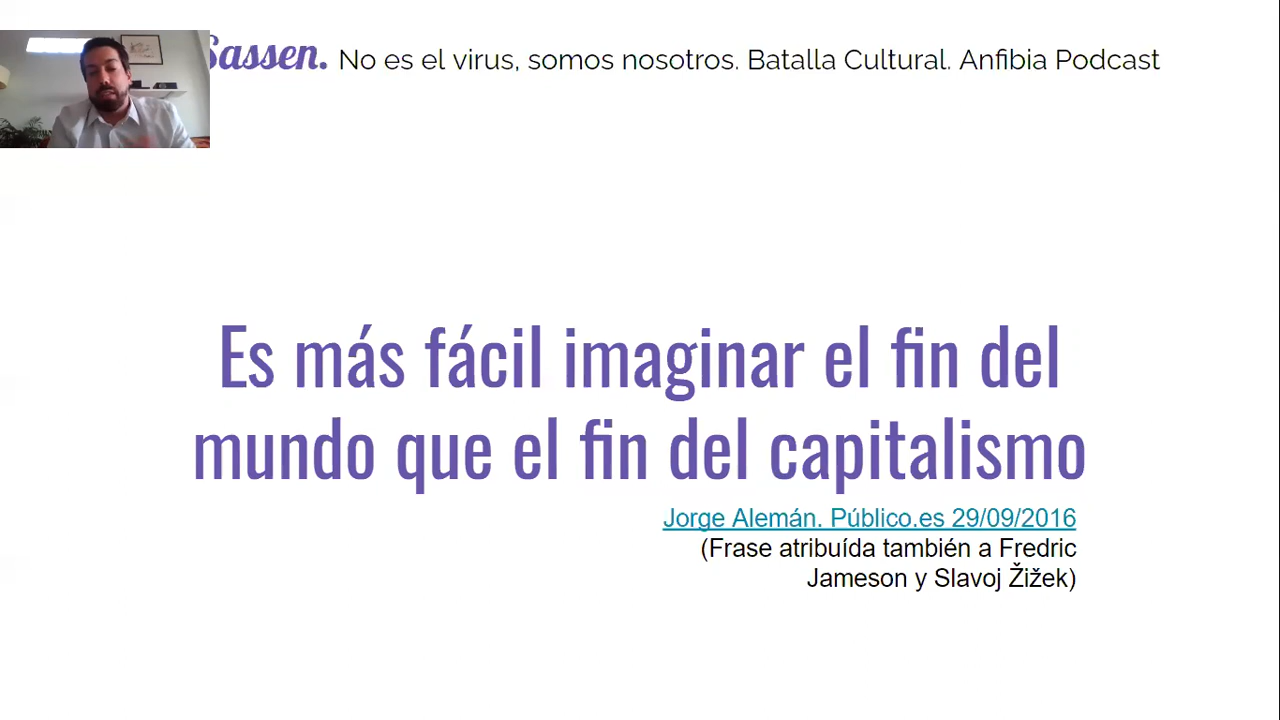 Sassen. No es el virus, somos nosotros. Batalla Cultural. Anfibia Podcast
Es más fácil imaginar el fin del
mundo que el fin del capitalismo
Jorge Alemán. Público.es 29/09/2016
(Frase atribuída también a Fredric
Jameson y Slavoj Žižek)